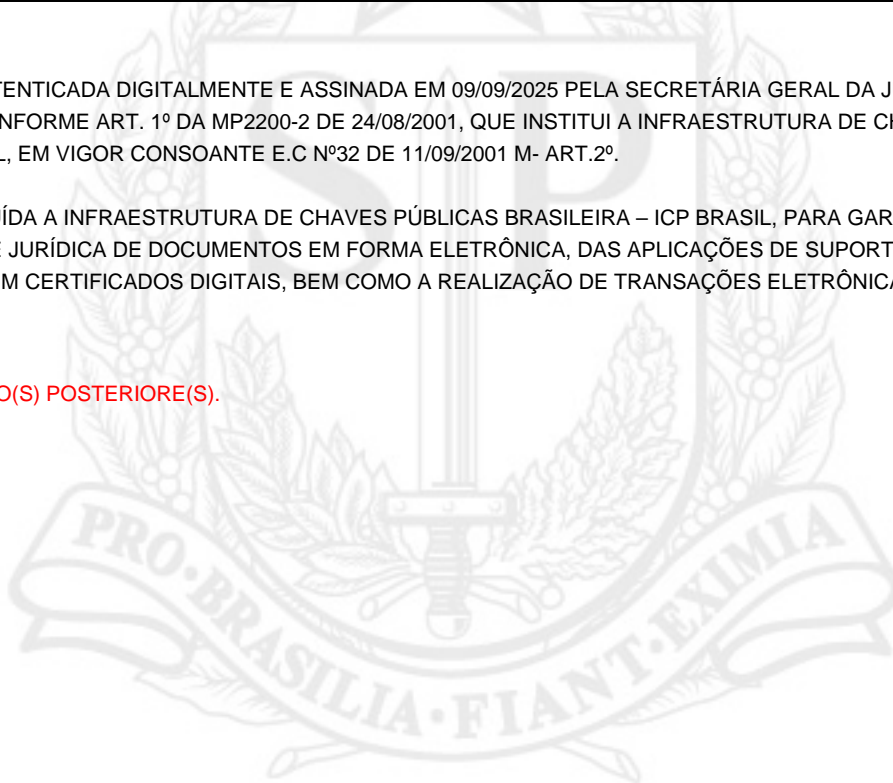 TENTICADA DIGITALMENTE E ASSINADA EM 09/09/2025 PELA SECRETÁRIA GERAL DA J
NFORME ART. 1º DA MP2200-2 DE 24/08/2001, QUE INSTITUI A INFRAESTRUTURA DE CH
L, EM VIGOR CONSOANTE E.C Nº32 DE 11/09/2001 M- ART.2º.
ÍDA A INFRAESTRUTURA DE CHAVES PÚBLICAS BRASILEIRA – ICP BRASIL, PARA GAR
E JURÍDICA DE DOCUMENTOS EM FORMA ELETRÔNICA, DAS APLICAÇÕES DE SUPORT
M CERTIFICADOS DIGITAIS, BEM COMO A REALIZAÇÃO DE TRANSAÇÕES ELETRÔNICA
O(S) POSTERIORE(S).
SP
PRO·BRASILIA·FIANT·EXIMIA